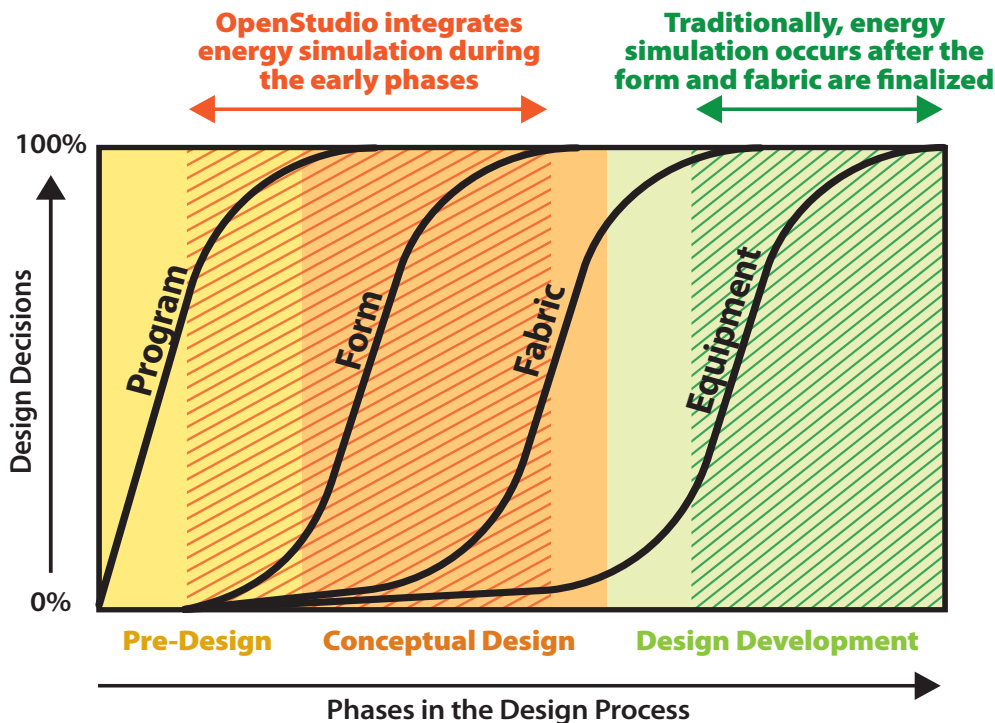 OpenStudio integrates
energy simulation during
the early phases
Traditionally, energy
simulation occurs after the
form and fabric are finalized
100%
Design Decisions
Program
Form
Fabric
Equipment
0%
Pre-Design
Conceptual Design
Design Development
Phases in the Design Process